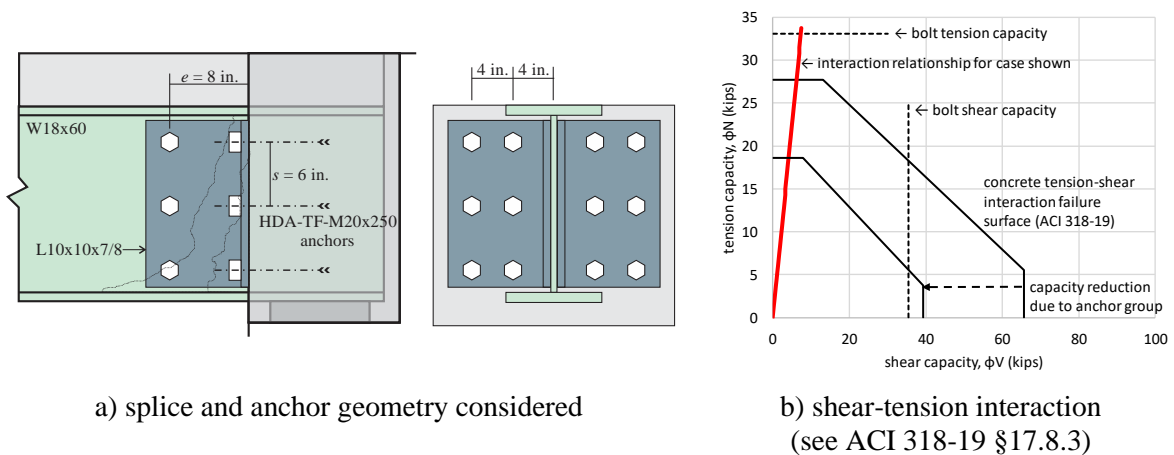 e = 8 in.
W18x60
s = 6 in.
HDA-TF-M20x250
anchors
L10x10x7/8
4 in. 4 in.
a) splice and anchor geometry considered
35
30
25
20
15
10
5
0
tension capacity, ϕN (kips)
← bolt tension capacity
← interaction relationship for case shown
← bolt shear capacity
concrete tension-shear
interaction failure
surface (ACI 318-19)
capacity reduction
due to anchor group
0 20 40 60 80 100
shear capacity, ϕV (kips)
b) shear-tension interaction
(see ACI 318-19 §17.8.3)